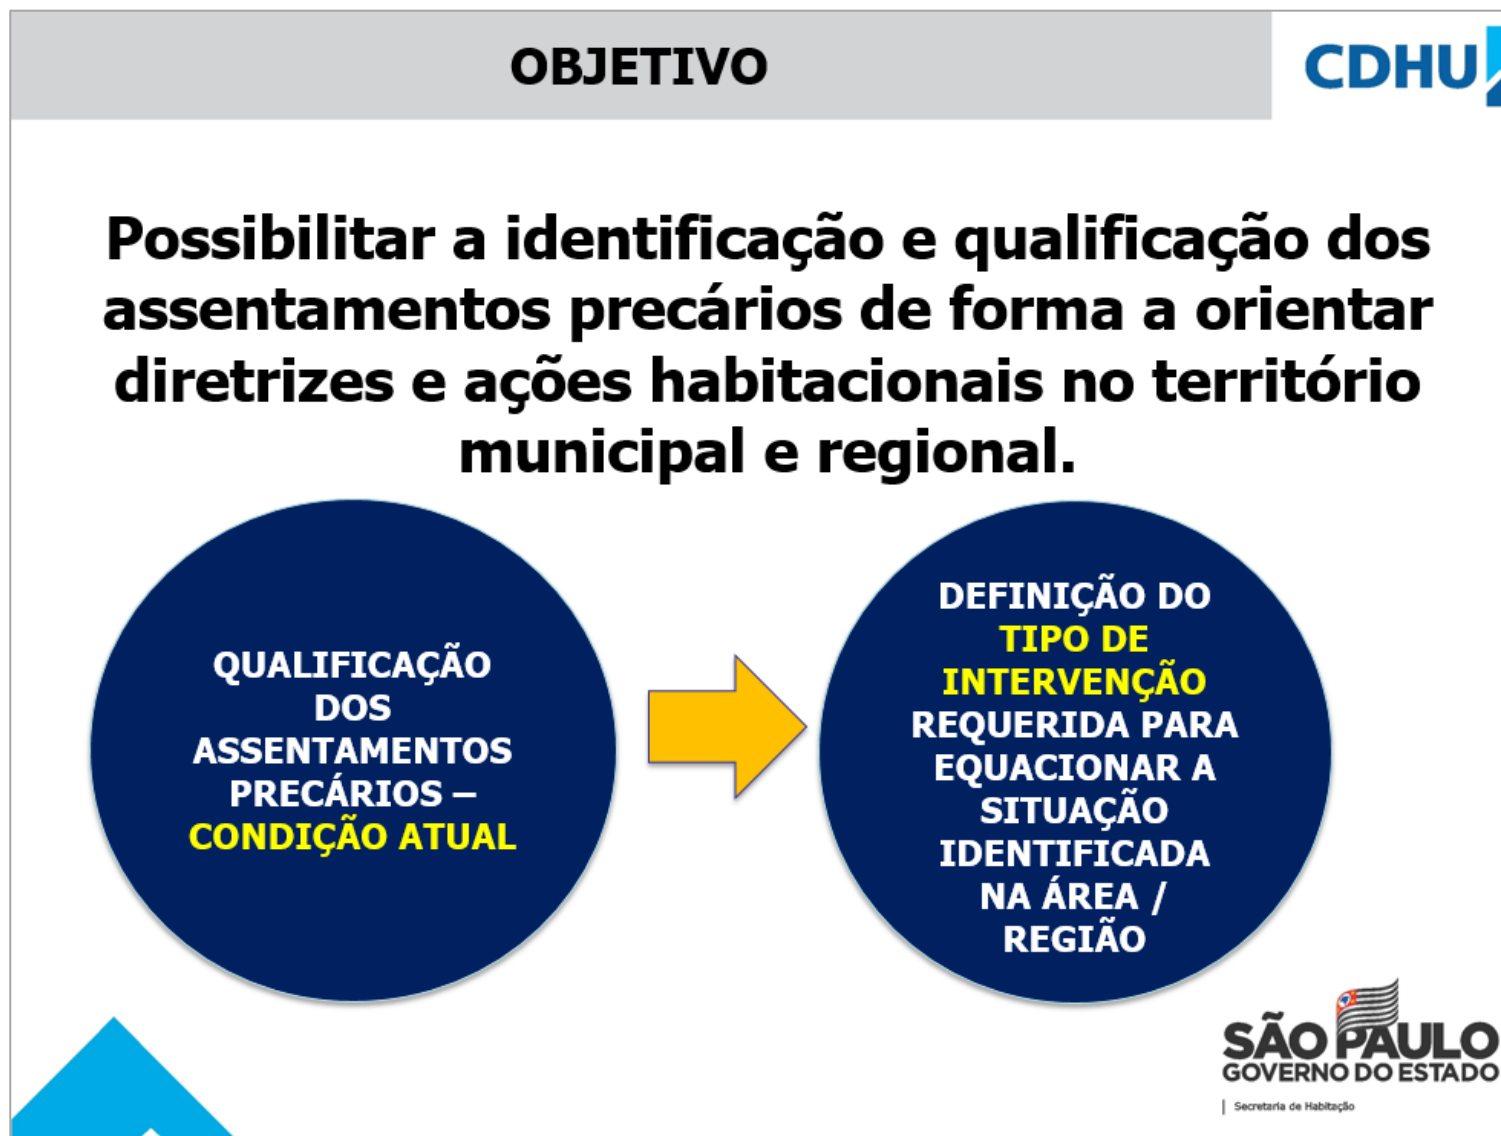 OBJETIVO
CDHU
Possibilitar a identificação e qualificação dos
assentamentos precários de forma a orientar
diretrizes e ações habitacionais no território
municipal e regional.
QUALIFICAÇÃO
DOS
ASSENTAMENTOS
PRECÁRIOS –
CONDIÇÃO ATUAL
DEFINIÇÃO DO
TIPO DE
INTERVENÇÃO
REQUERIDA PARA
EQUACIONAR A
SITUAÇÃO
IDENTIFICADA
NA ÁREA /
REGIÃO
SÃO PAULO
GOVERNO DO ESTADO
Secretaria de Habitação